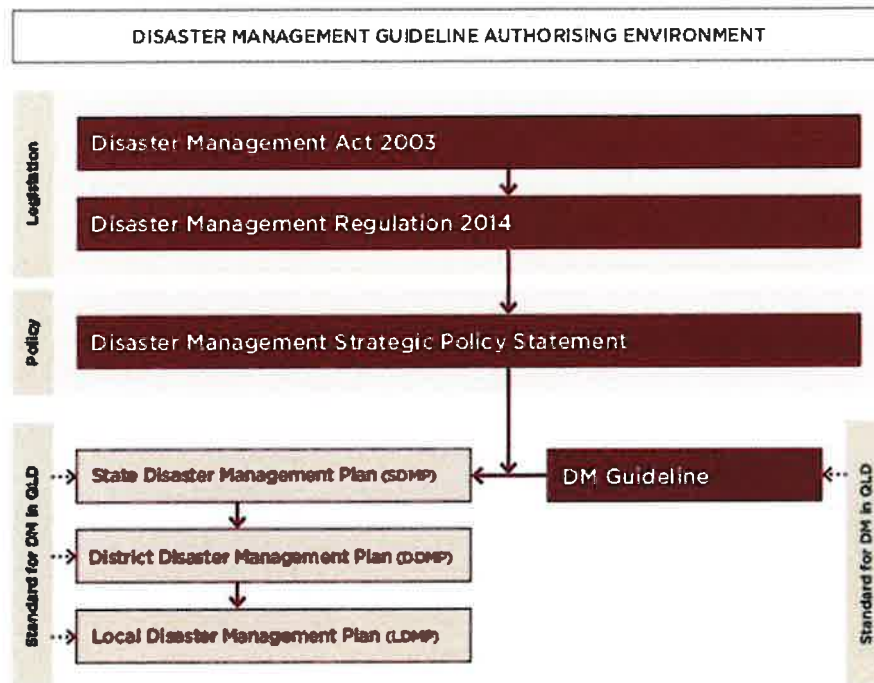 DISASTER MANAGEMENT GUIDELINE AUTHORISING ENVIRONMENT
Legislation
Disaster Management Act 2003
Disaster Management Regulation 2014
Policy
Disaster Management Strategic Policy Statement
Standard for DM in QLD
State Disaster Management Plan (SDMP)
DM Guideline
Standard for DM in QLD
District Disaster Management Plan (DDMP)
Local Disaster Management Plan (LDMP)